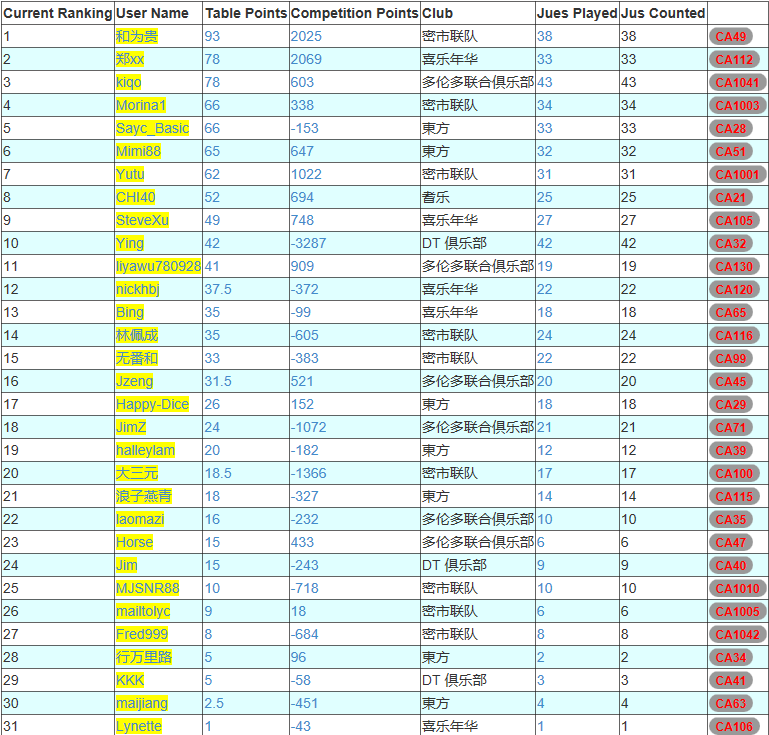 Current Ranking User Name Table Points Competition Points Club Jues Played Jus Counted
1 和为贵 93 2025 密市联队 38 38 CA49
2 郑xx 78 2069 喜乐年华 33 33 CA112
3 kiqo 78 603 多伦多联合俱乐部 43 43 CA1041
4 Morina1 66 338 密市联队 34 34 CA1003
5 Sayc_Basic 66 -153 東方 33 33 CA28
6 Mimi88 65 647 東方 32 32 CA51
7 Yutu 62 1022 密市联队 31 31 CA1001
8 CHI40 52 694 耆乐 25 25 CA21
9 SteveXu 49 748 喜乐年华 27 27 CA105
10 Ying 42 -3287 DT 俱乐部 42 42 CA32
11 liyawu780928 41 909 多伦多联合俱乐部 19 19 CA130
12 nickhbj 37.5 -372 喜乐年华 22 22 CA120
13 Bing 35 -99 喜乐年华 18 18 CA65
14 林佩成 35 -605 密市联队 24 24 CA116
15 无番和 33 -383 密市联队 22 22 CA99
16 Jzeng 31.5 521 多伦多联合俱乐部 20 20 CA45
17 Happy-Dice 26 152 東方 18 18 CA29
18 JimZ 24 -1072 多伦多联合俱乐部 21 21 CA71
19 halleylam 20 -182 東方 12 12 CA39
20 大三元 18.5 -1366 密市联队 17 17 CA100
21 浪子燕青 18 -327 東方 14 14 CA115
22 laomazi 16 -232 多伦多联合俱乐部 10 10 CA35
23 Horse 15 433 多伦多联合俱乐部 6 6 CA47
24 Jim 15 -243 DT 俱乐部 9 9 CA40
25 MJSNR88 10 -718 密市联队 10 10 CA1010
26 mailtolyc 9 18 密市联队 6 6 CA1005
27 Fred999 8 -684 密市联队 8 8 CA1042
28 行万里路 5 96 東方 2 2 CA34
29 KKK 5 -58 DT 俱乐部 3 3 CA41
30 maijiang 2.5 -451 東方 4 4 CA63
31 Lynette 1 -43 喜乐年华 1 1 CA106